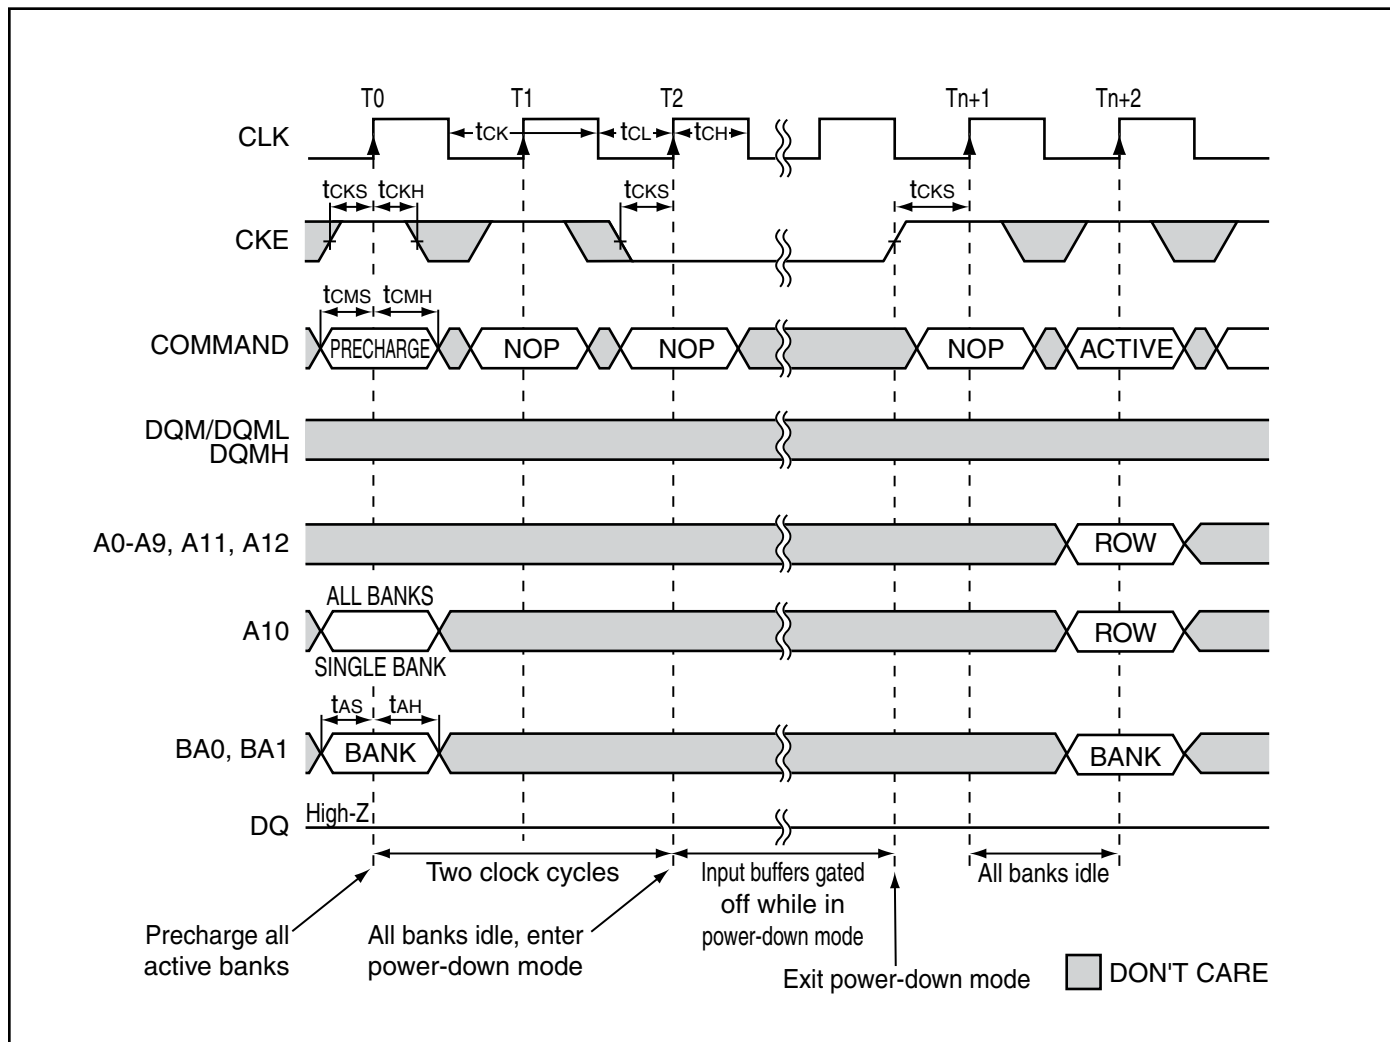 T0 T1 T2 Tn+1 Tn+2
CLK tCK tCL tCH
tCKS tCKH tCKS tCKS
CKE
tCMS tCMH
COMMAND PRECHARGE NOP NOP NOP ACTIVE
DQM/DQML
DQMH
A0-A9, A11, A12 ROW
ALL BANKS
A10 ROW
SINGLE BANK
tAS tAH
BA0, BA1 BANK BANK
High-Z
DQ
Two clock cycles
Input buffers gated
off while in
power-down mode
All banks idle
Precharge all
active banks
All banks idle, enter
power-down mode
Exit power-down mode
DON'T CARE